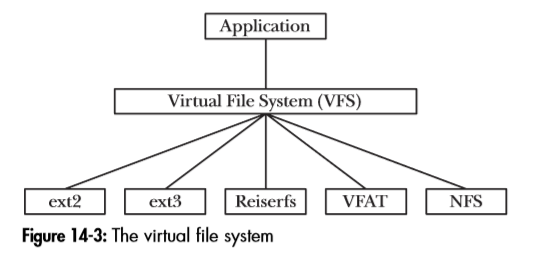 Application
Virtual File System (VFS)
ext2 ext3 Reiserfs VFAT NFS
Figure 14-3: The virtual file system